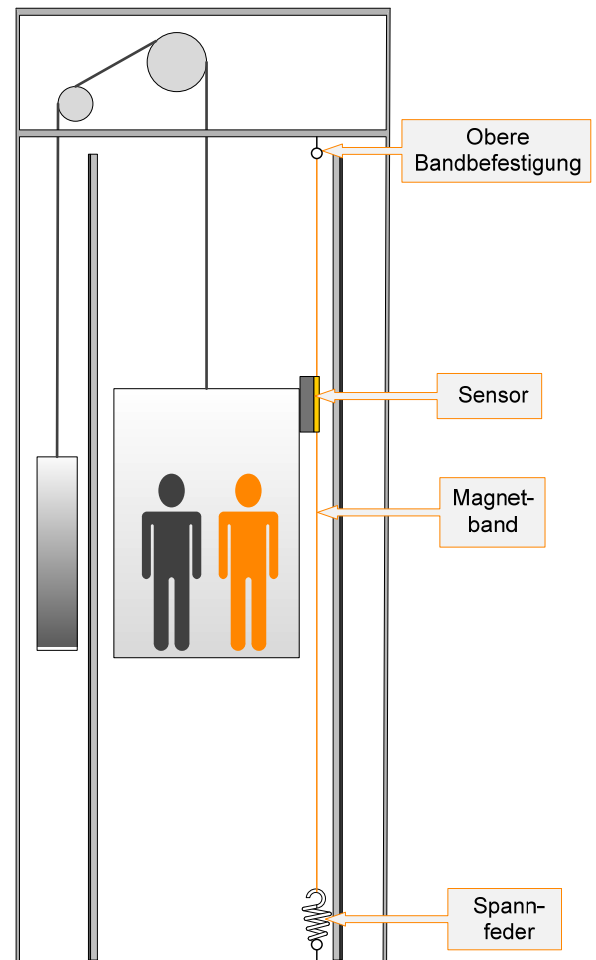 Obere
Bandbefestigung
Sensor
Magnet-
band
Spann-
feder